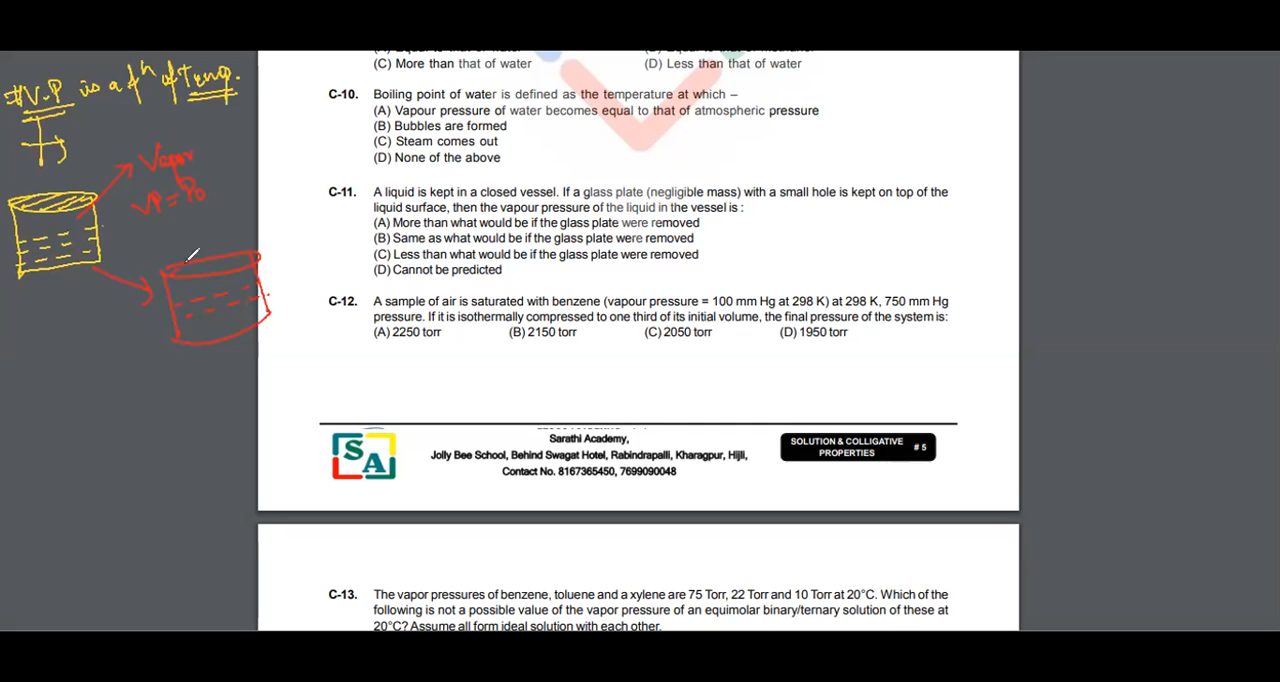 #V.P is a fn of Temp.
Vapour
VP = P0
(C) More than that of water (D) Less than that of water
C-10. Boiling point of water is defined as the temperature at which –
(A) Vapour pressure of water becomes equal to that of atmospheric pressure
(B) Bubbles are formed
(C) Steam comes out
(D) None of the above
C-11. A liquid is kept in a closed vessel. If a glass plate (negligible mass) with a small hole is kept on top of the
liquid surface, then the vapour pressure of the liquid in the vessel is :
(A) More than what would be if the glass plate were removed
(B) Same as what would be if the glass plate were removed
(C) Less than what would be if the glass plate were removed
(D) Cannot be predicted
C-12. A sample of air is saturated with benzene (vapour pressure = 100 mm Hg at 298 K) at 298 K, 750 mm Hg
pressure. If it is isothermally compressed to one third of its initial volume, the final pressure of the system is:
(A) 2250 torr (B) 2150 torr (C) 2050 torr (D) 1950 torr
SA
Sarathi Academy,
Jolly Bee School, Behind Swagat Hotel, Rabindrapalli, Kharagpur, Hijli,
Contact No. 8167365450, 7699090048
SOLUTION & COLLIGATIVE
PROPERTIES # 5
C-13. The vapor pressures of benzene, toluene and a xylene are 75 Torr, 22 Torr and 10 Torr at 20°C. Which of the
following is not a possible value of the vapor pressure of an equimolar binary/ternary solution of these at
20°C? Assume all form ideal solution with each other.